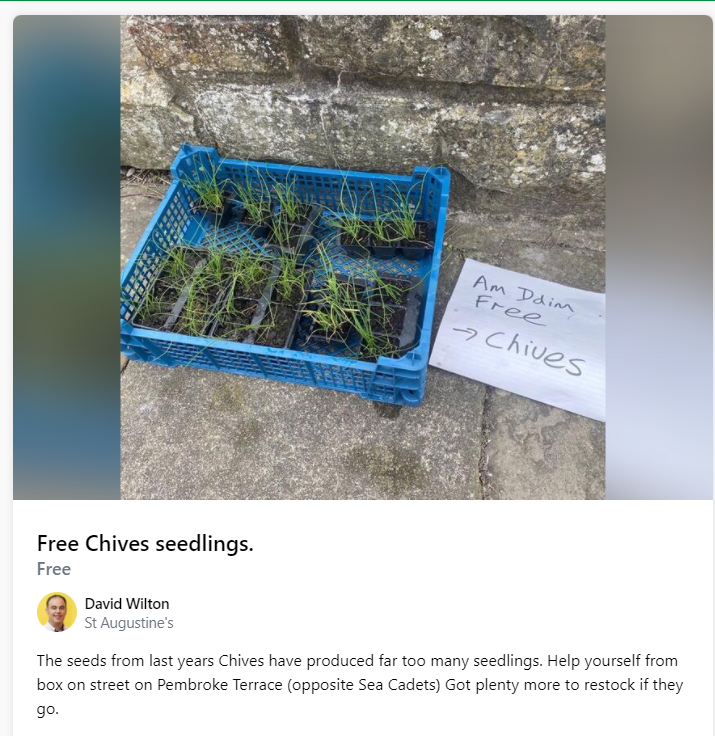 Am Ddim
Free
→ Chives
Free Chives seedlings.
Free
David Wilton
St Augustine's
The seeds from last years Chives have produced far too many seedlings. Help yourself from
box on street on Pembroke Terrace (opposite Sea Cadets) Got plenty more to restock if they
go.